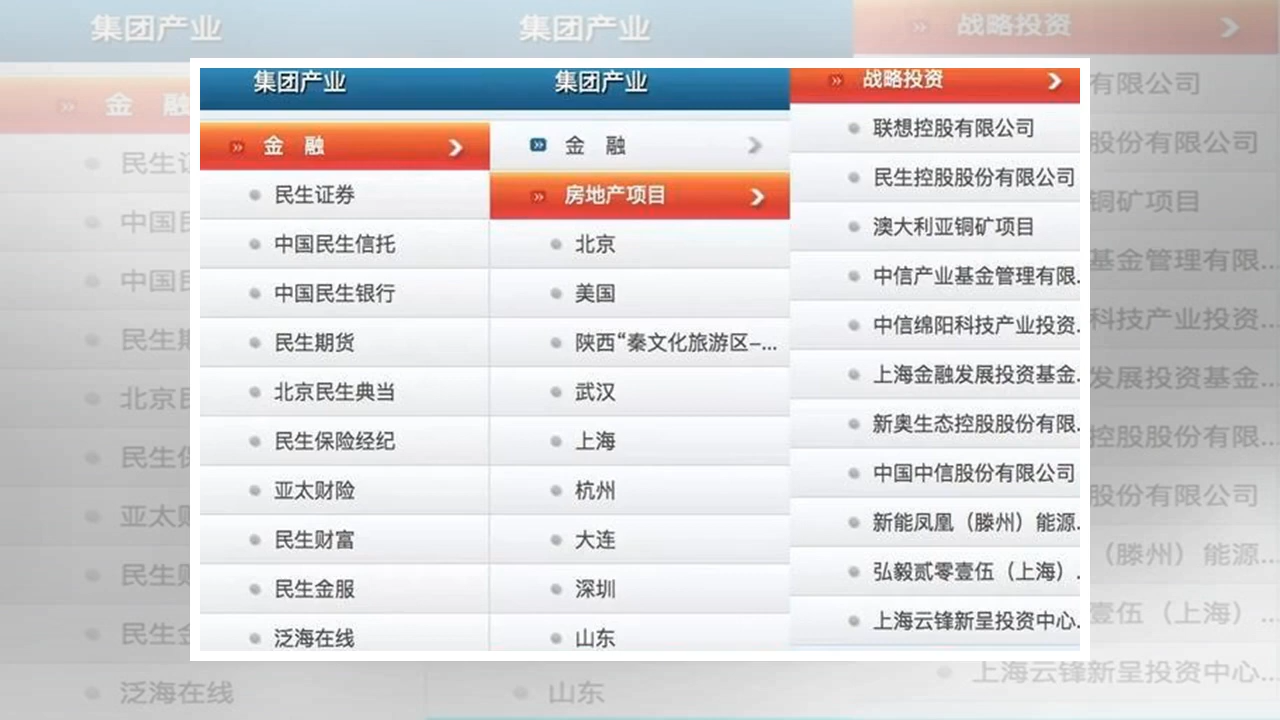 集团产业
金 融
民生证券
中国民生信托
中国民生银行
民生期货
北京民生典当
民生保险经纪
亚太财险
民生财富
民生金服
泛海在线
集团产业
金 融
房地产项目
北京
美国
陕西“秦文化旅游区-...
武汉
上海
杭州
大连
深圳
山东
战略投资
联想控股有限公司
民生控股股份有限公司
澳大利亚铜矿项目
中信产业基金管理有限...
中信绵阳科技产业投资...
上海金融发展投资基金...
新奥生态控股股份有限...
中国中信股份有限公司
新能凤凰（滕州）能源...
弘毅贰零壹伍（上海）...
上海云锋新呈投资中心...